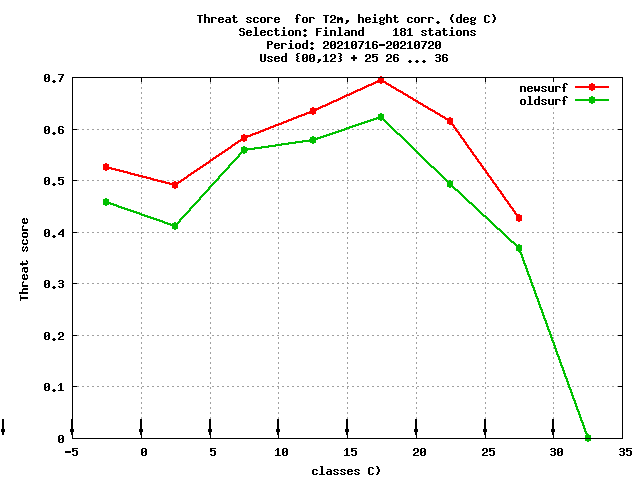 Threat score  for T2m, height corr. (deg C)
Selection: Finland    181 stations
Period: 20210716-20210720
Used {00,12} + 25 26 ... 36
newsurf
oldsurf
Threat score
0.7
0.6
0.5
0.4
0.3
0.2
0.1
0
-5 0 5 10 15 20 25 30 35
classes C)